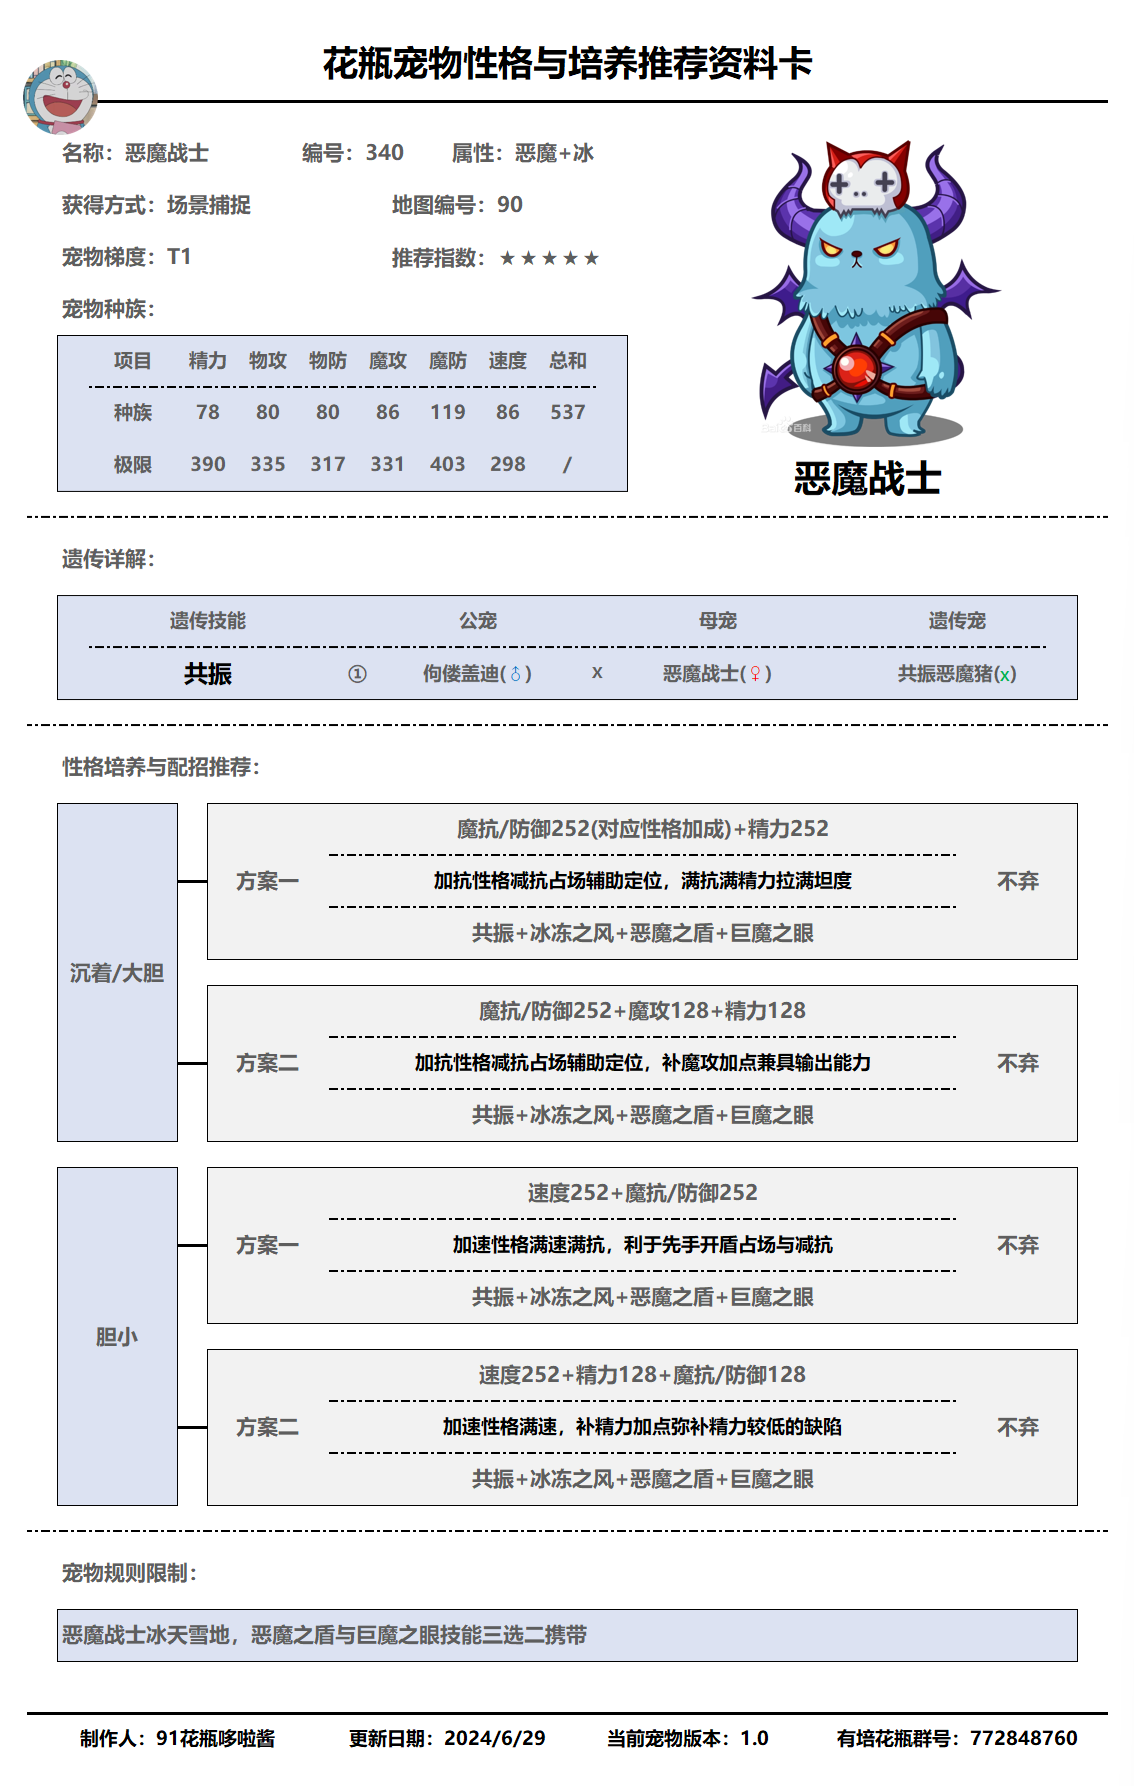 花瓶宠物性格与培养推荐资料卡
名称：恶魔战士 编号：340 属性：恶魔+冰
获得方式：场景捕捉 地图编号：90
宠物梯度：T1 推荐指数：★★★★★
宠物种族：
项目 精力 物攻 物防 魔攻 魔防 速度 总和
种族 78 80 80 86 119 86 537
极限 390 335 317 331 403 298 /
百科
恶魔战士
遗传详解：
遗传技能 公宠 母宠 遗传宠
共振 ① 佝偻盖迪(♂) x 恶魔战士(♀) 共振恶魔猪(x)
性格培养与配招推荐：
沉着/大胆
方案一
魔抗/防御252(对应性格加成)+精力252
加抗性格减抗占场辅助定位，满抗满精力拉满坦度
共振+冰冻之风+恶魔之盾+巨魔之眼
不弃
方案二
魔抗/防御252+魔攻128+精力128
加抗性格减抗占场辅助定位，补魔攻加点兼具输出能力
共振+冰冻之风+恶魔之盾+巨魔之眼
不弃
胆小
方案一
速度252+魔抗/防御252
加速性格满速满抗，利于先手开盾占场与减抗
共振+冰冻之风+恶魔之盾+巨魔之眼
不弃
方案二
速度252+精力128+魔抗/防御128
加速性格满速，补精力加点弥补精力较低的缺陷
共振+冰冻之风+恶魔之盾+巨魔之眼
不弃
宠物规则限制：
恶魔战士冰天雪地，恶魔之盾与巨魔之眼技能三选二携带
制作人：91花瓶哆啦酱 更新日期：2024/6/29 当前宠物版本：1.0 有培花瓶群号：772848760